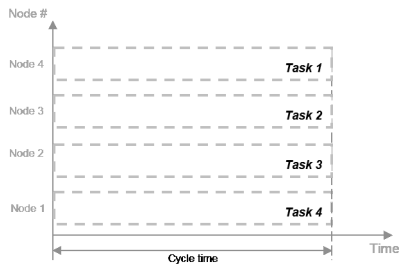 Node #
Node 4
Task 1
Node 3
Task 2
Node 2
Task 3
Node 1
Task 4
Time
Cycle time